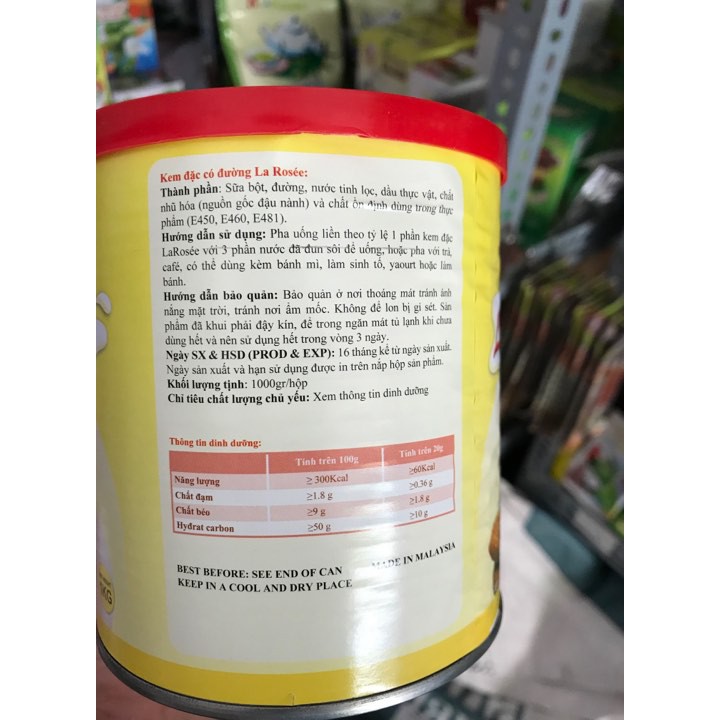 Kem đặc có đường La Rosée:
Thành phần: Sữa bột, đường, nước tinh lọc, dầu thực vật, chất
nhũ hóa (nguồn gốc đậu nành) và chất ổn định dùng trong thực
phẩm (E450, E460, E481).
Hướng dẫn sử dụng: Pha uống liền theo tỷ lệ 1 phần kem đặc
LaRosée với 3 phần nước đã đun sôi để uống, hoặc pha với trà,
café, có thể dùng kèm bánh mì, làm sinh tố, yaourt hoặc làm
bánh.
Hướng dẫn bảo quản: Bảo quản ở nơi thoáng mát tránh ánh
nắng mặt trời, tránh nơi ẩm mốc. Không để lon bị gỉ sét. Sản
phẩm đã khui phải đậy kín, để trong ngăn mát tủ lạnh khi chưa
dùng hết và nên sử dụng hết trong vòng 3 ngày.
Ngày SX & HSD (PROD & EXP): 16 tháng kể từ ngày sản xuất.
Ngày sản xuất và hạn sử dụng được in trên nắp hộp sản phẩm.
Khối lượng tịnh: 1000gr/hộp
Chỉ tiêu chất lượng chủ yếu: Xem thông tin dinh dưỡng
Thông tin dinh dưỡng:
Tính trên 100g Tính trên 20g
Năng lượng ≥ 300Kcal ≥60Kcal
Chất đạm ≥1.8 g ≥0.36 g
Chất béo ≥9 g ≥1.8 g
Hydrat carbon ≥50 g ≥10 g
BEST BEFORE: SEE END OF CAN MADE IN MALAYSIA
KEEP IN A COOL AND DRY PLACE